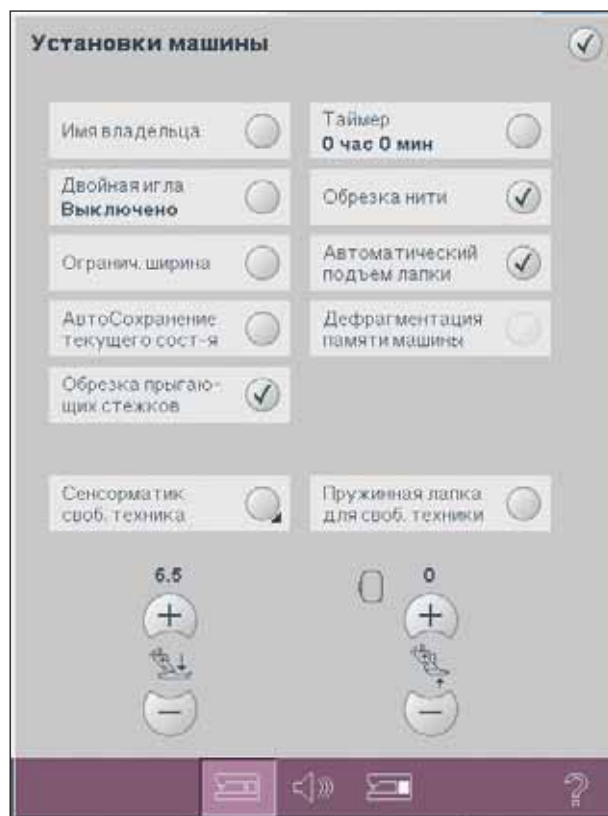 Установки машины
Имя владельца
Таймер
0 час 0 мин
Двойная игла
Выключено
Обрезка нити
Огранич. ширина
Автоматический
подъем лапки
АвтоСохранение
текущего сост-я
Дефрагментация
памяти машины
Обрезка прыгаю-
щих стежков
Сенсорматик
своб. техника
Пружинная лапка
для своб. техники
6.5
0
+
+
−
−
?